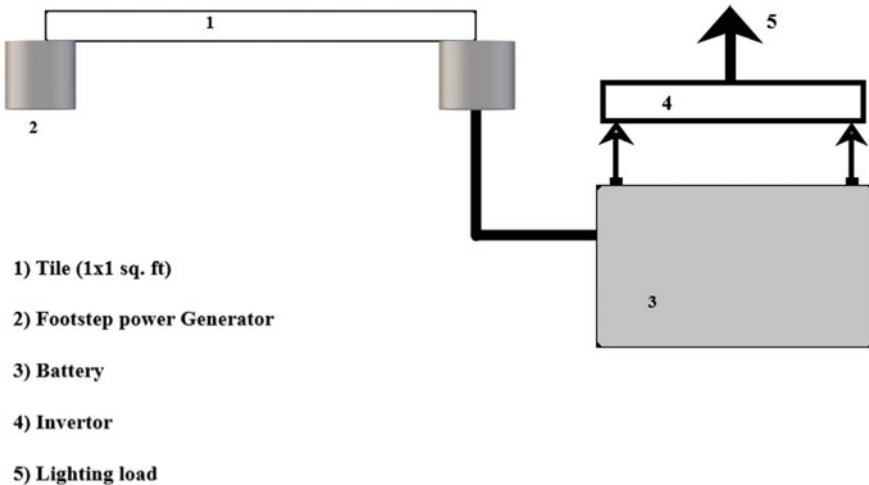 1
5
4
2
3
1) Tile (1x1 sq. ft)
2) Footstep power Generator
3) Battery
4) Invertor
5) Lighting load